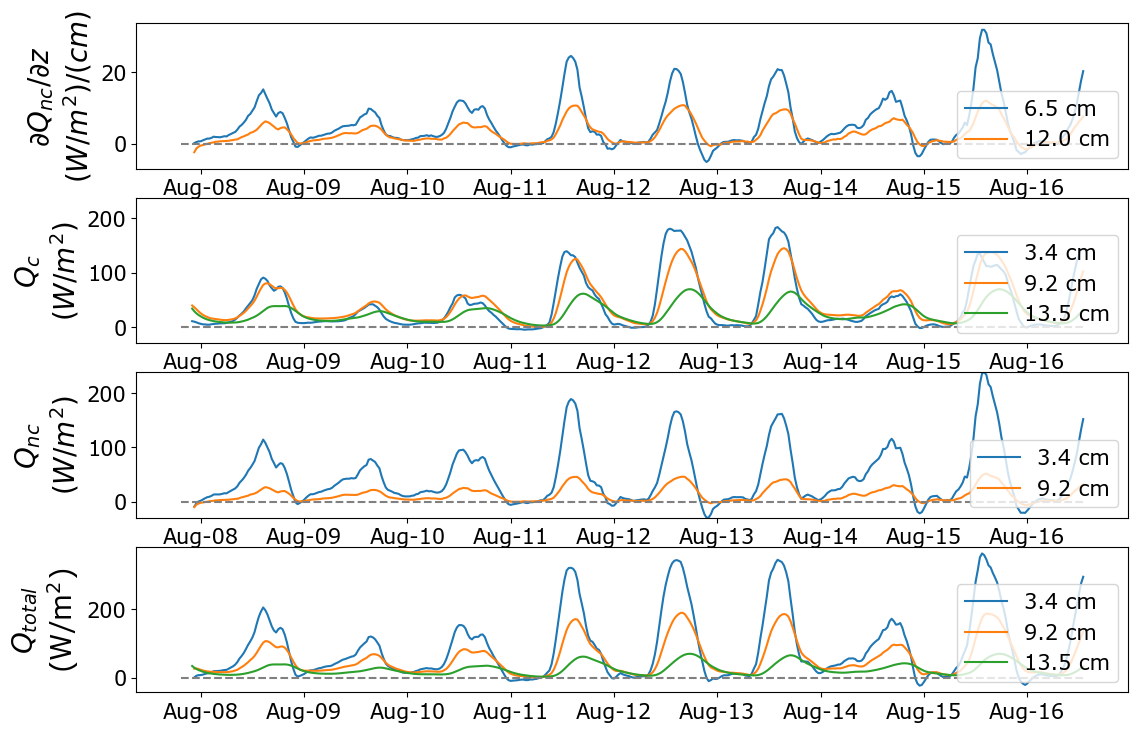 ∂Q_{nc}/∂z
(W/m²)/(cm)
20
0
6.5 cm
12.0 cm
Aug-08 Aug-09 Aug-10 Aug-11 Aug-12 Aug-13 Aug-14 Aug-15 Aug-16
Q_c
(W/m²)
200
100
0
3.4 cm
9.2 cm
13.5 cm
Aug-08 Aug-09 Aug-10 Aug-11 Aug-12 Aug-13 Aug-14 Aug-15 Aug-16
Q_{nc}
(W/m²)
200
100
0
3.4 cm
9.2 cm
Aug-08 Aug-09 Aug-10 Aug-11 Aug-12 Aug-13 Aug-14 Aug-15 Aug-16
Q_{total}
(W/m²)
200
0
3.4 cm
9.2 cm
13.5 cm
Aug-08 Aug-09 Aug-10 Aug-11 Aug-12 Aug-13 Aug-14 Aug-15 Aug-16